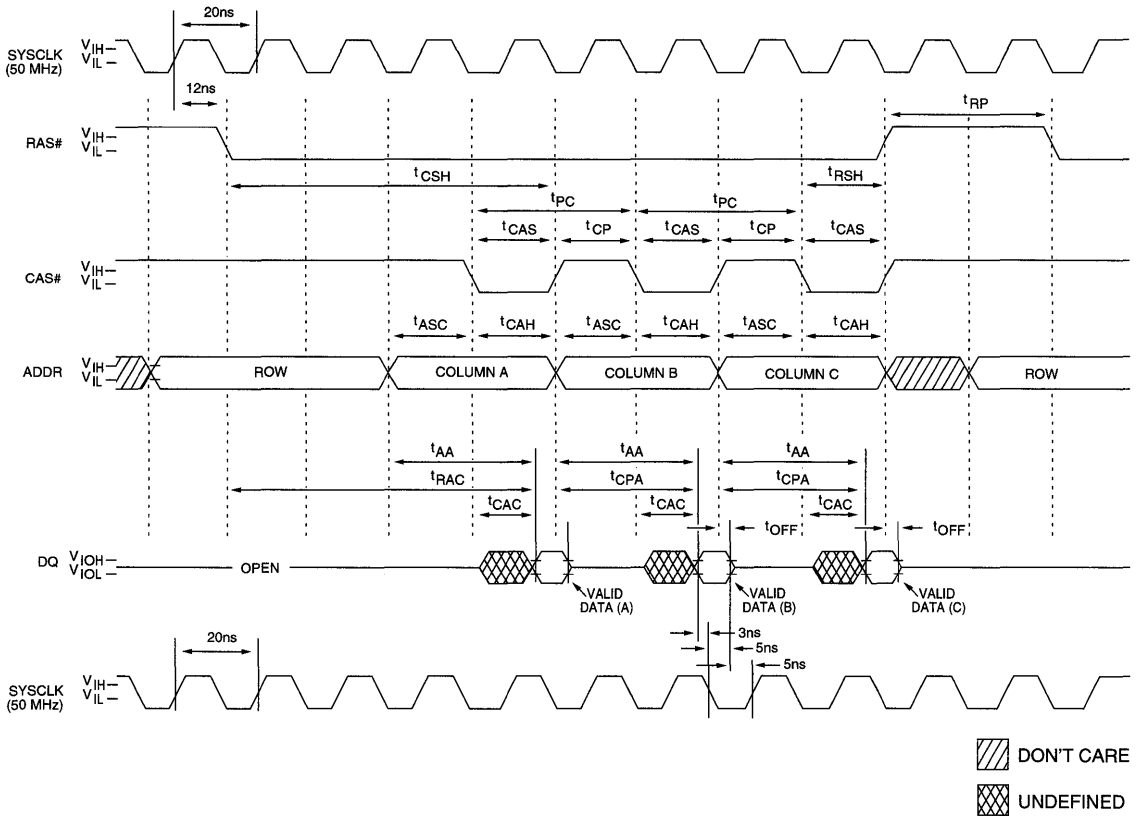 20ns
SYSCLK (50 MHz) VIH VIL
12ns
tRP
RAS# VIH VIL
tCSH tRSH
tPC tPC
tCAS tCP tCAS tCP tCAS
CAS# VIH VIL
tASC tCAH tASC tCAH tASC tCAH
ADDR VIH VIL ROW COLUMN A COLUMN B COLUMN C ROW
tAA tAA tAA
tRAC tCPA tCPA
tCAC tCAC tCAC
tOFF tOFF
DQ VIOH VIOL OPEN
VALID DATA (A) VALID DATA (B) VALID DATA (C)
3ns
20ns 5ns
5ns
SYSCLK (50 MHz) VIH VIL
DON'T CARE
UNDEFINED